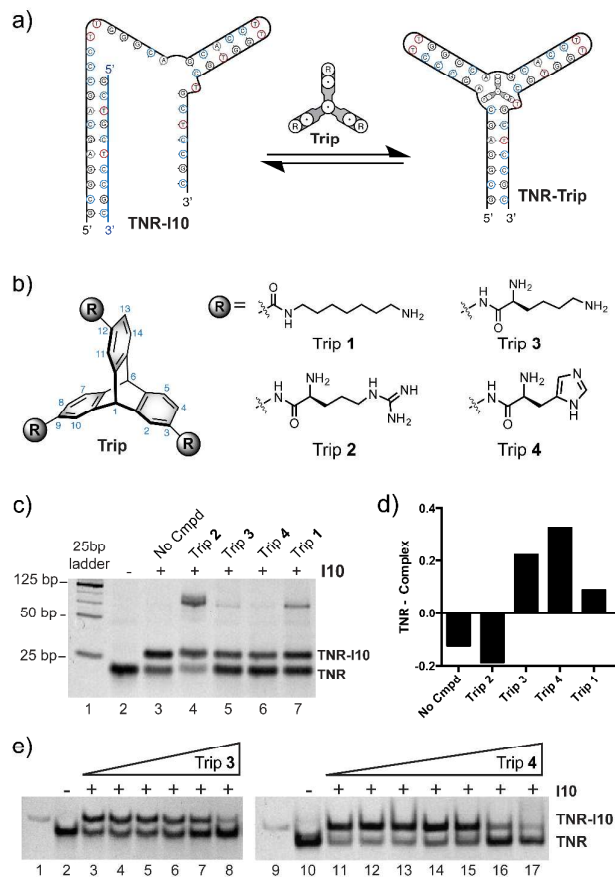 a)
5'
3'
5'
3'
TNR-I10
R
R
R
Trip
TNR-Trip
5'
3'
b)
R
R
R
13
12
14
11
6
7
5
8
4
9
10
1
2
3
Trip
R =
O
N
H
NH2
Trip 1
NH2
NH
O
NH2
Trip 3
NH2
NH
O
H
N
NH
NH2
Trip 2
NH2
NH
O
N
NH
Trip 4
c)
25bp
ladder
-
No Cmpd
+
Trip 2
+
Trip 3
+
Trip 4
+
Trip 1
+
I10
125 bp
50 bp
25 bp
TNR-I10
TNR
1 2 3 4 5 6 7
d)
TNR - Complex
0.4
0.2
0.0
-0.2
No Cmpd
Trip 2
Trip 3
Trip 4
Trip 1
e)
Trip 3
Trip 4
- + + + + + +
- + + + + + + +
I10
TNR-I10
TNR
1 2 3 4 5 6 7 8
9 10 11 12 13 14 15 16 17